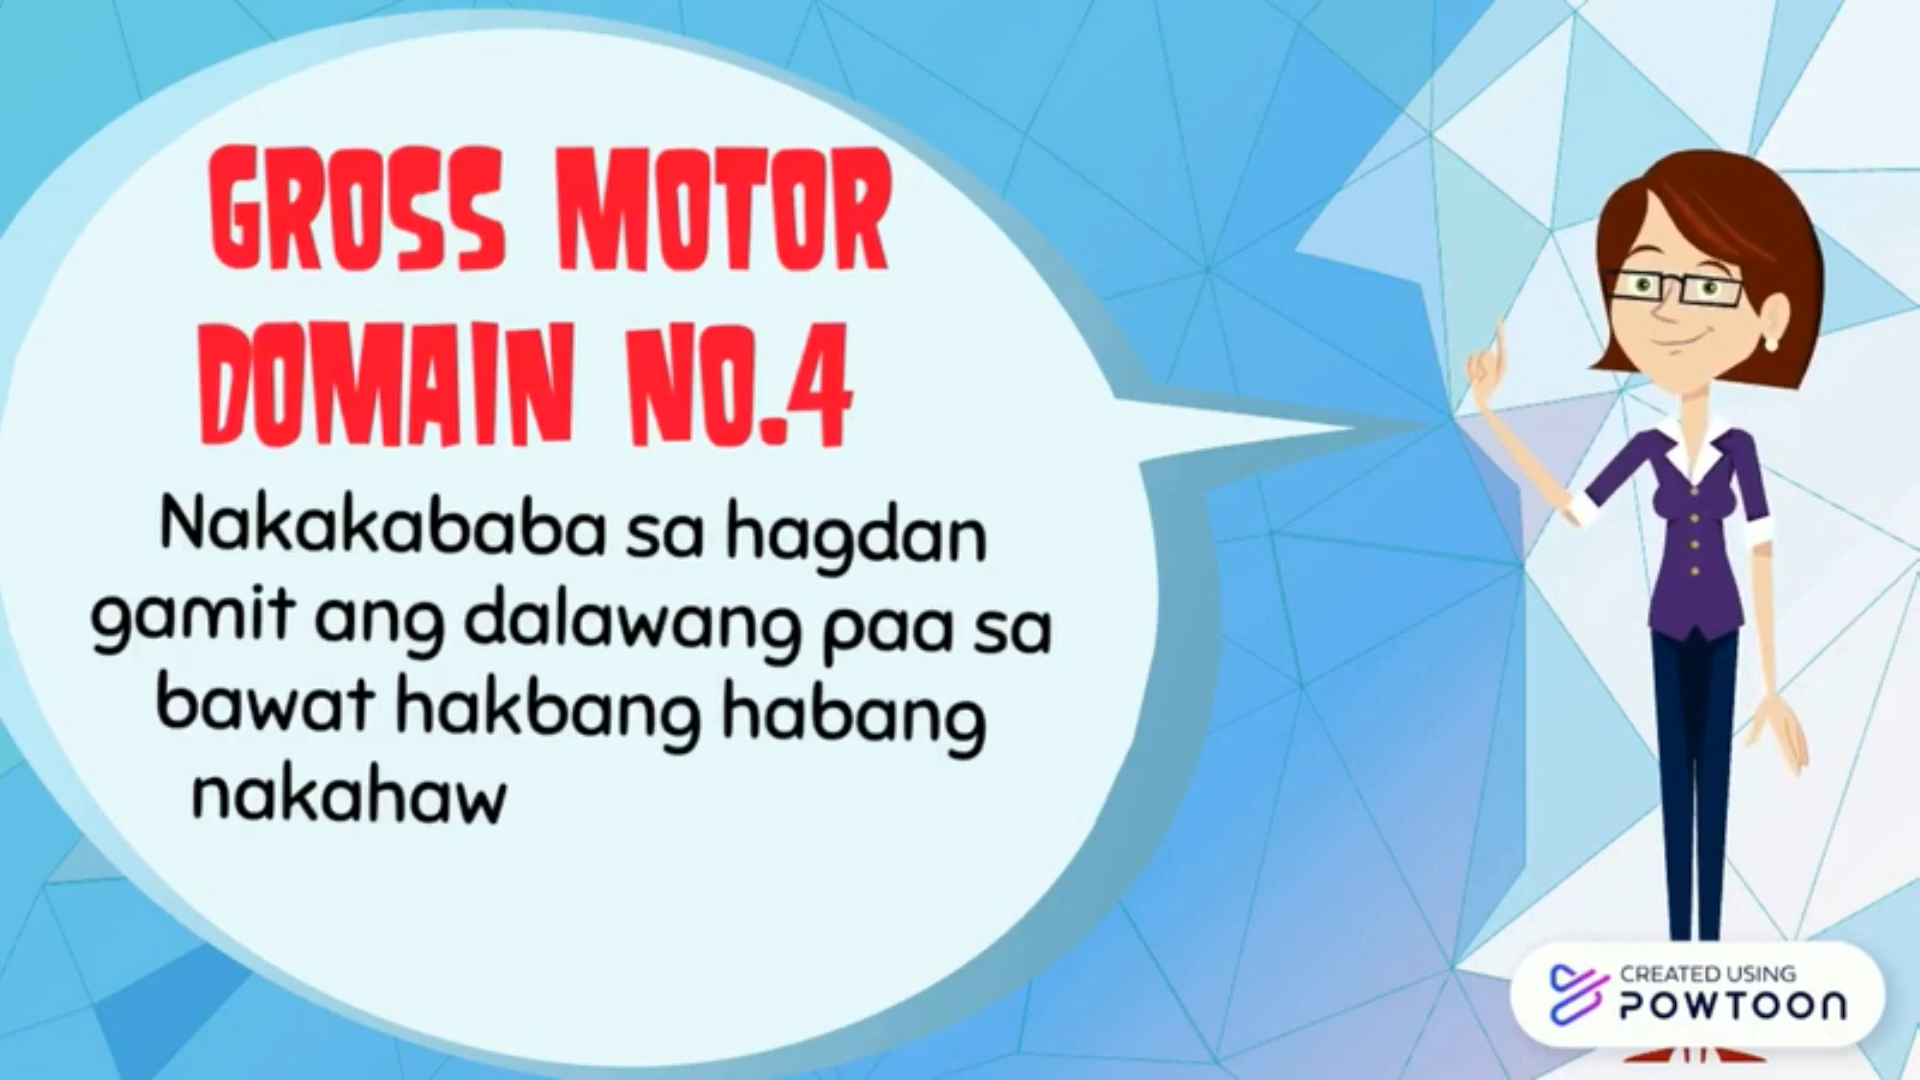 GROSS MOTOR
DOMAIN NO.4
Nakakababa sa hagdan
gamit ang dalawang paa sa
bawat hakbang habang
nakahaw
CREATED USING
POWTOON